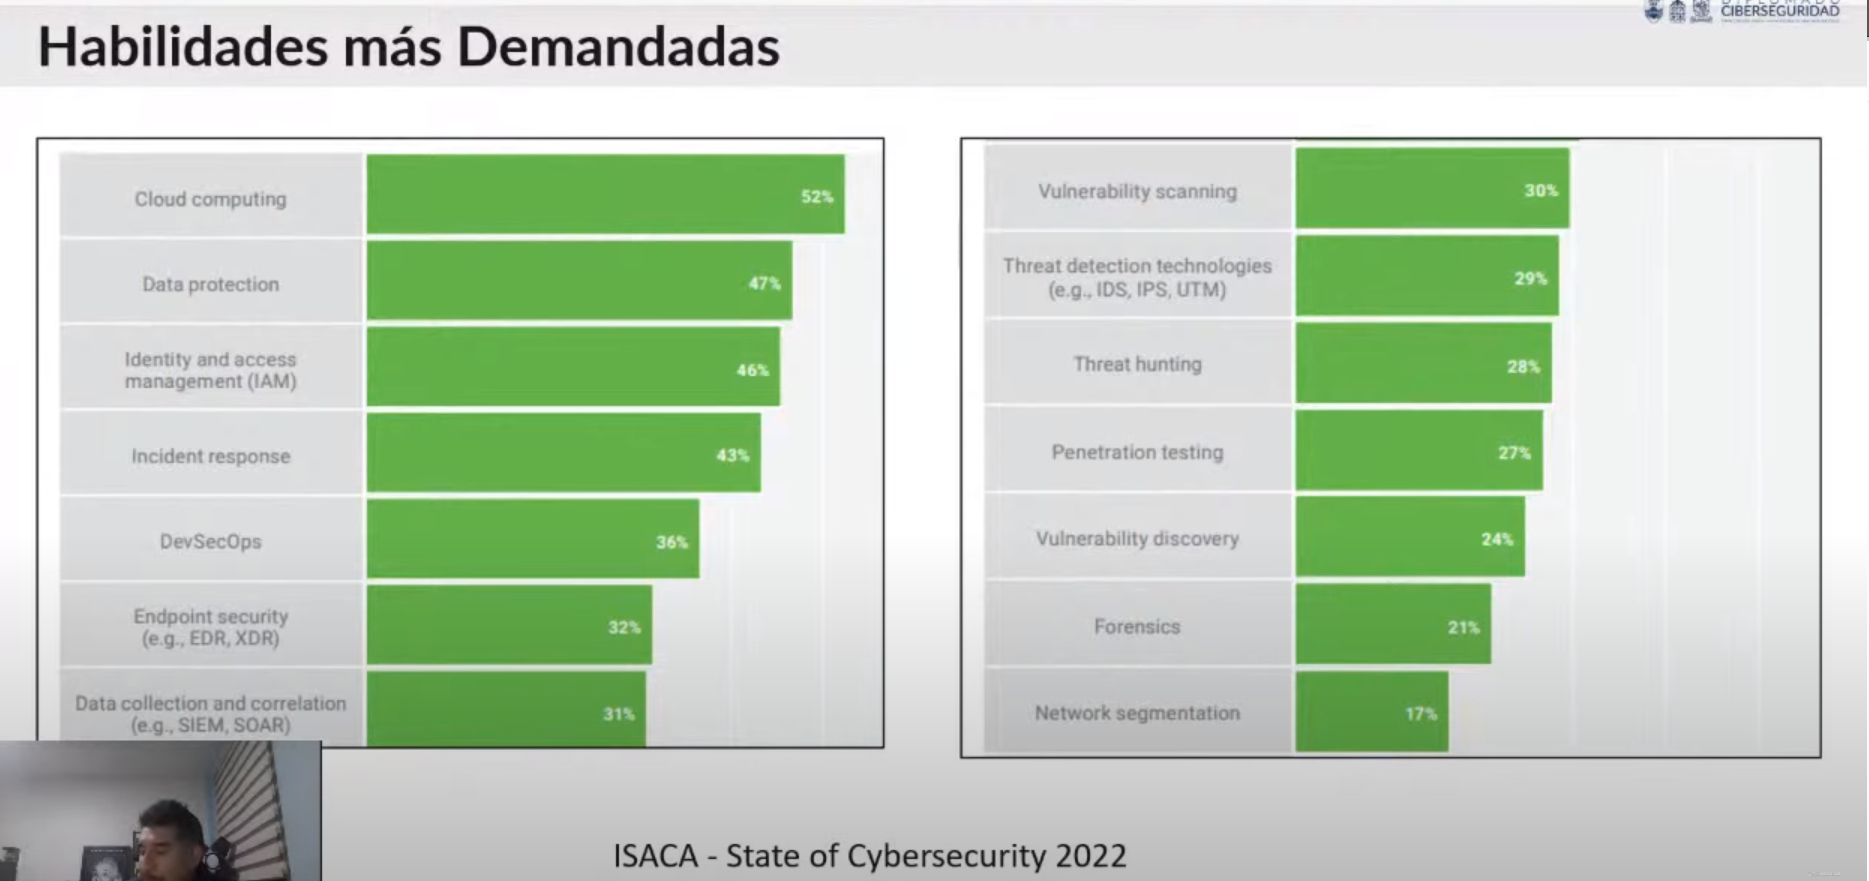 CIBERSEGURIDAD
Habilidades más Demandadas
Cloud computing
52%
Data protection
47%
Identity and access
management (IAM)
46%
Incident response
43%
DevSecOps
36%
Endpoint security
(e.g., EDR, XDR)
32%
Data collection and correlation
(e.g., SIEM, SOAR)
31%
Vulnerability scanning
30%
Threat detection technologies
(e.g., IDS, IPS, UTM)
29%
Threat hunting
28%
Penetration testing
27%
Vulnerability discovery
24%
Forensics
21%
Network segmentation
17%
ISACA - State of Cybersecurity 2022